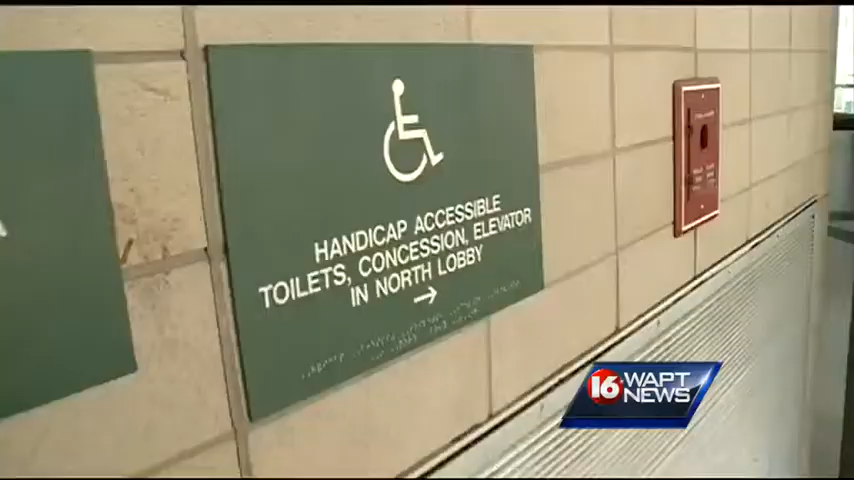 HANDICAP ACCESSIBLE
TOILETS, CONCESSION, ELEVATOR
IN NORTH LOBBY
→
16 WAPT
NEWS